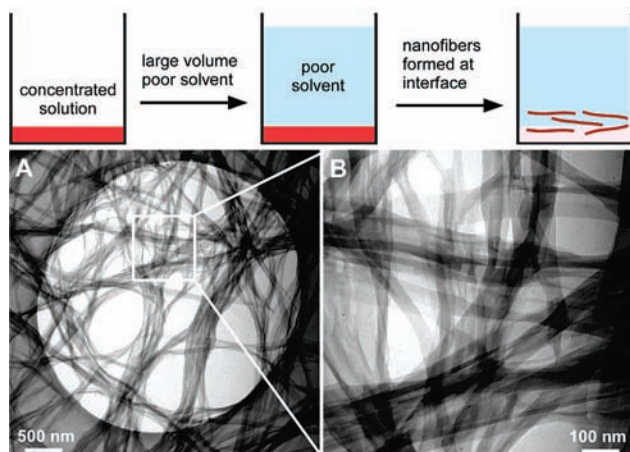 concentrated
solution
large volume
poor solvent
poor
solvent
nanofibers
formed at
interface
A
B
500 nm
100 nm